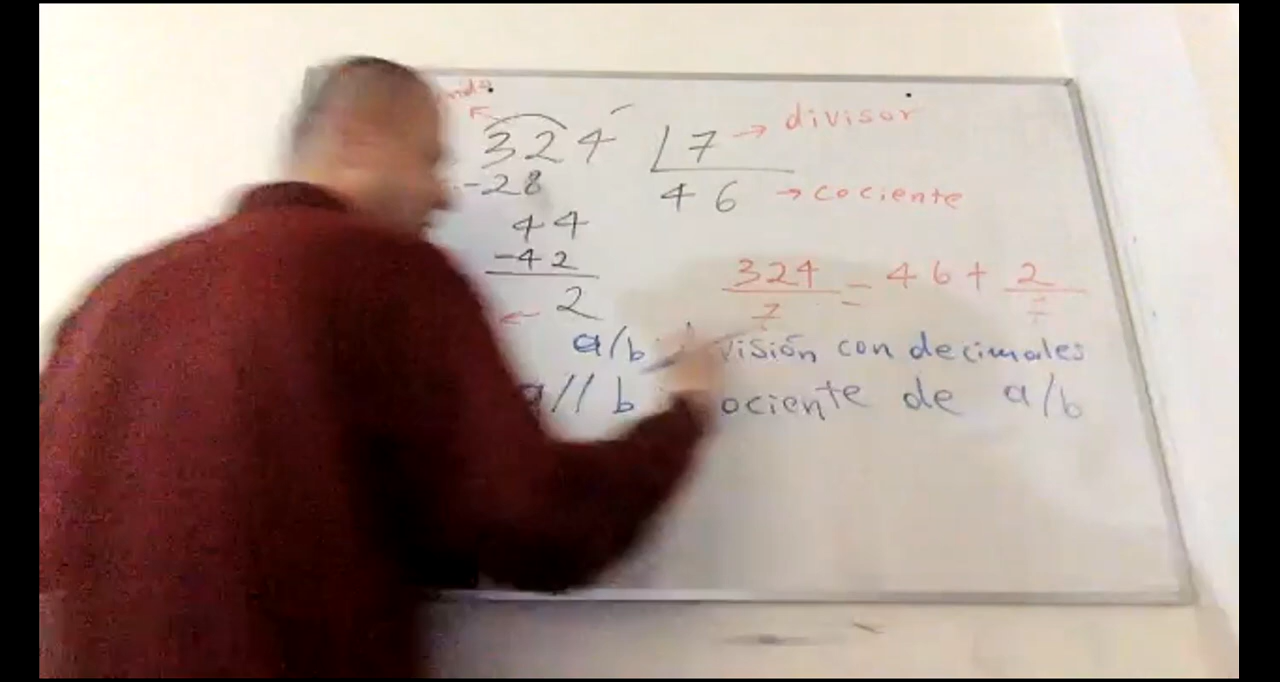 324 7 → divisor
-28 46 → cociente
44
-42
2
324/7 = 46 + 2/7
a/b visión con decimales
a//b ociente de a/b